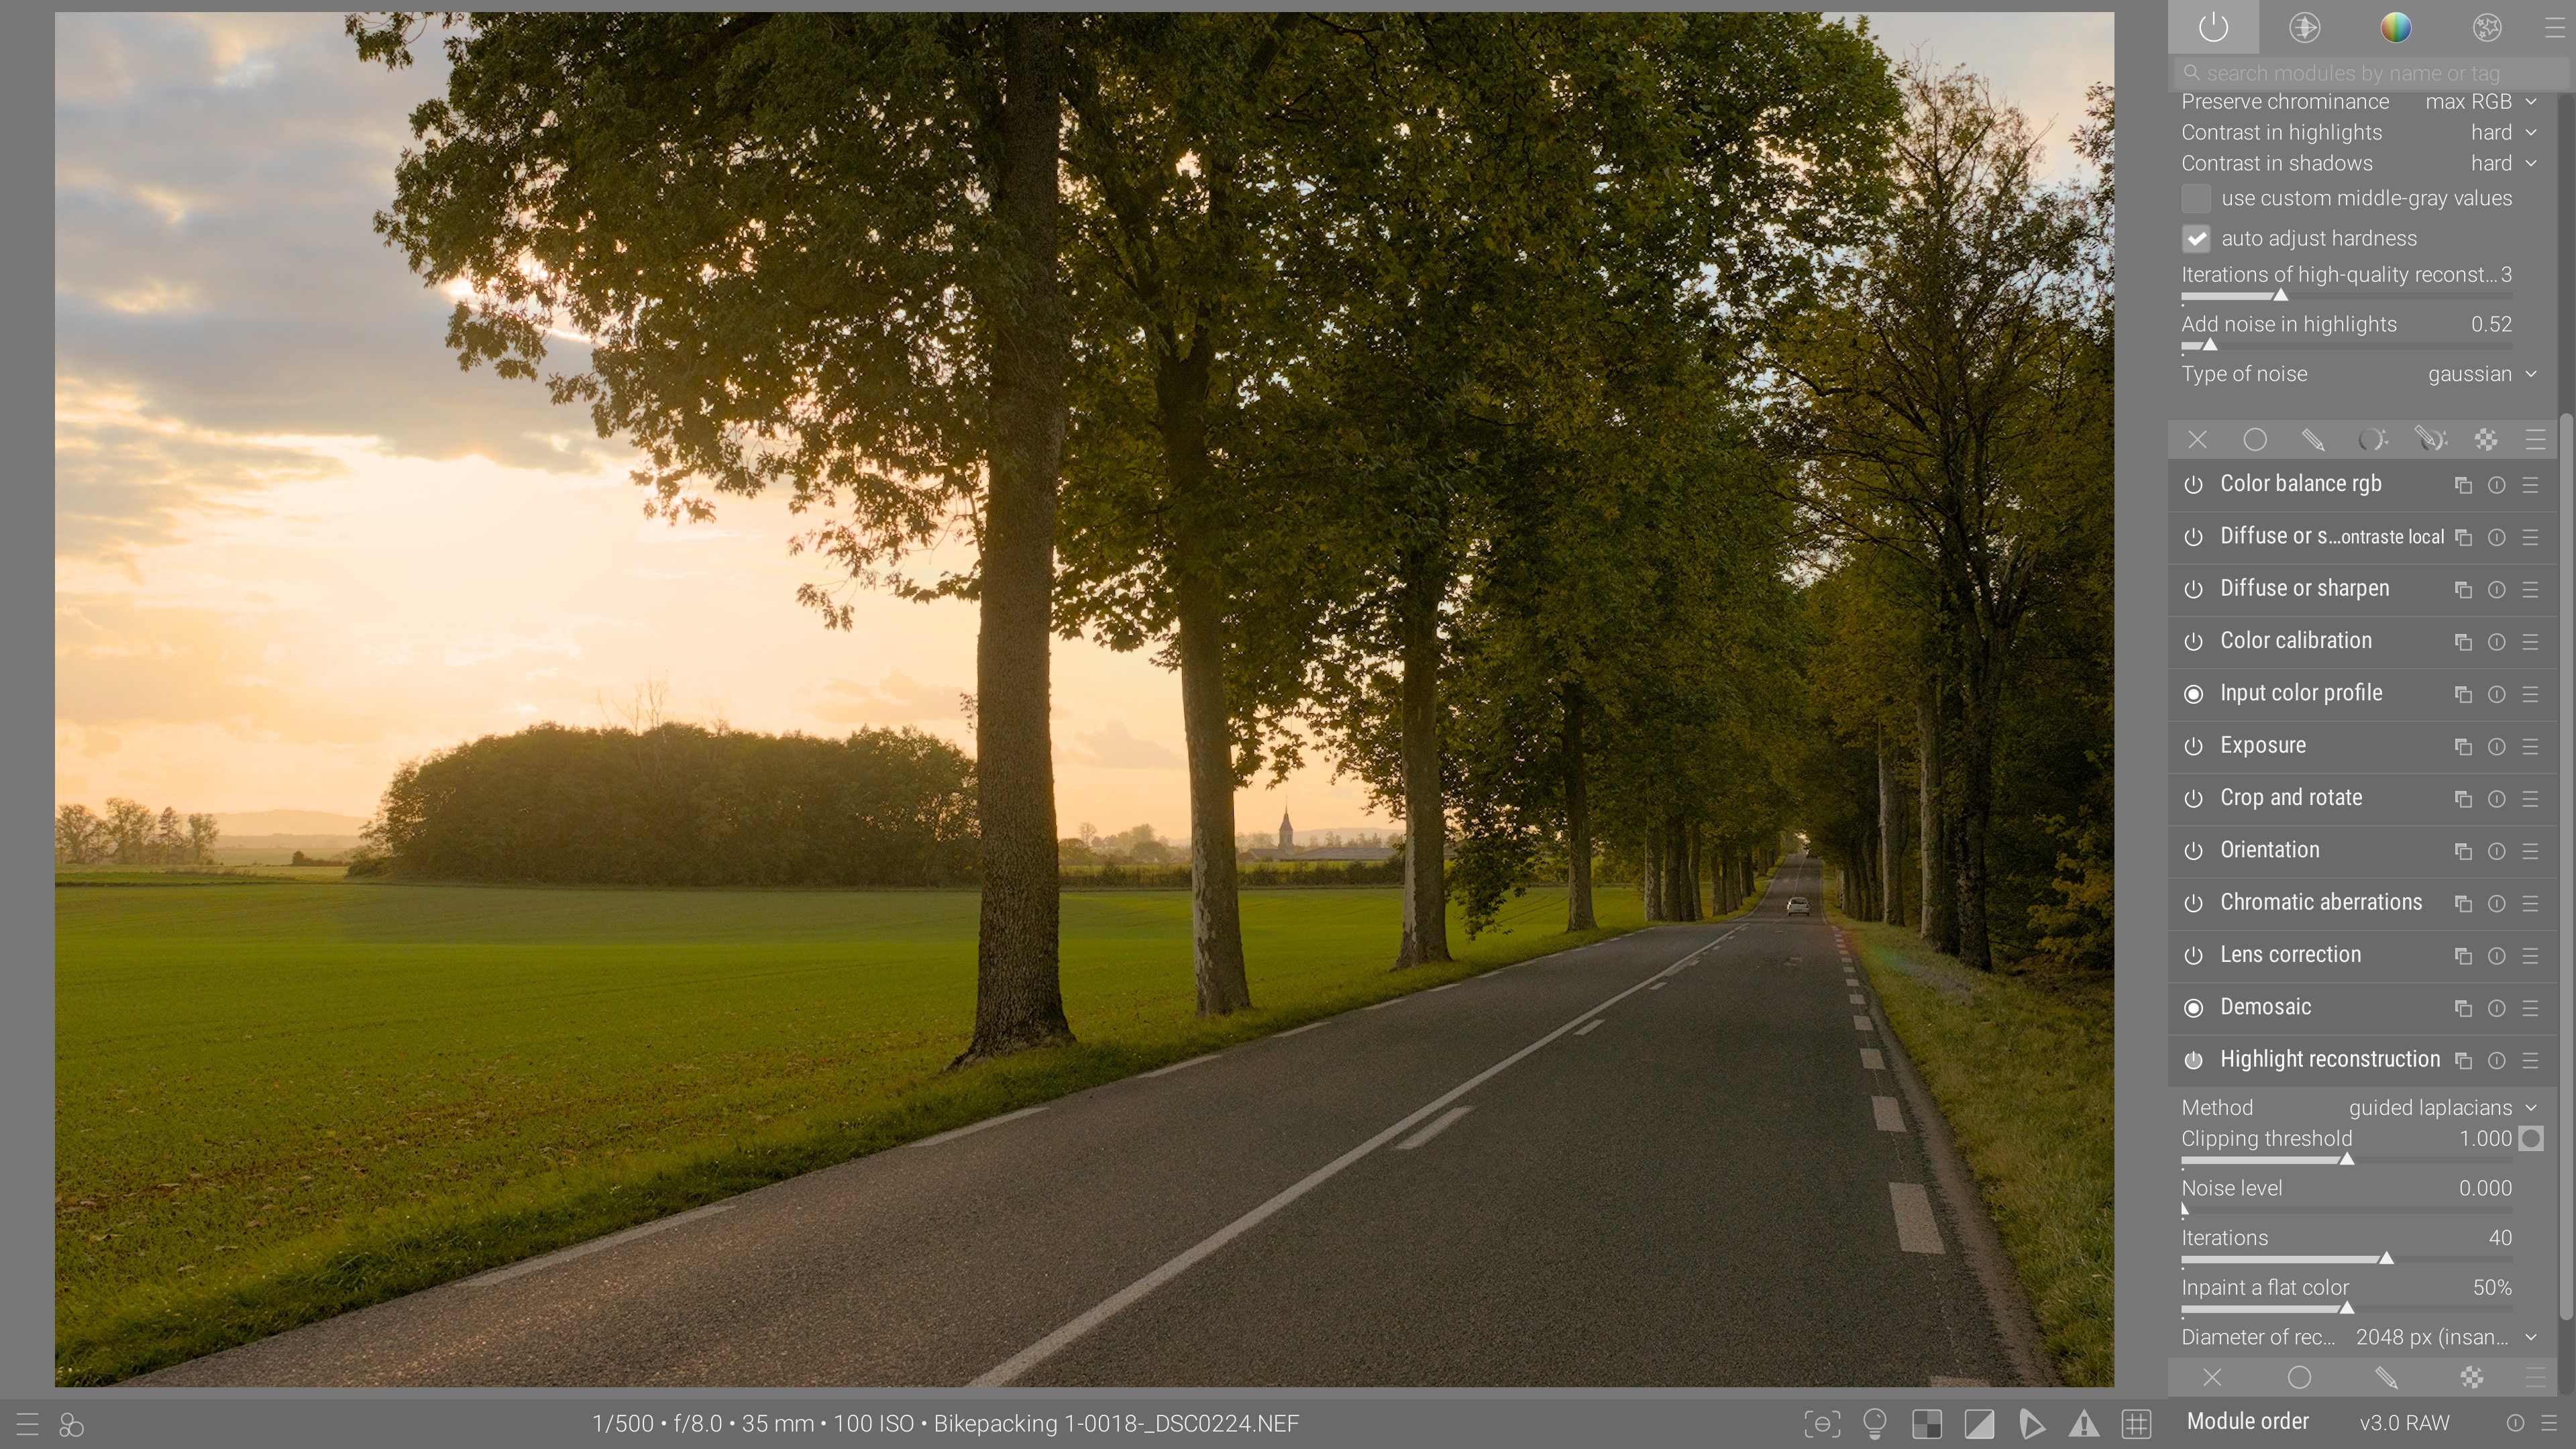 search modules by name or tag
Preserve chrominance max RGB
Contrast in highlights hard
Contrast in shadows hard
use custom middle-gray values
auto adjust hardness
Iterations of high-quality reconst... 3
Add noise in highlights 0.52
Type of noise gaussian
Color balance rgb
Diffuse or s...ontraste local
Diffuse or sharpen
Color calibration
Input color profile
Exposure
Crop and rotate
Orientation
Chromatic aberrations
Lens correction
Demosaic
Highlight reconstruction
Method guided laplacians
Clipping threshold 1.000
Noise level 0.000
Iterations 40
Inpaint a flat color 50%
Diameter of rec... 2048 px (insan...
1/500 • f/8.0 • 35 mm • 100 ISO • Bikepacking 1-0018-_DSC0224.NEF
Module order v3.0 RAW